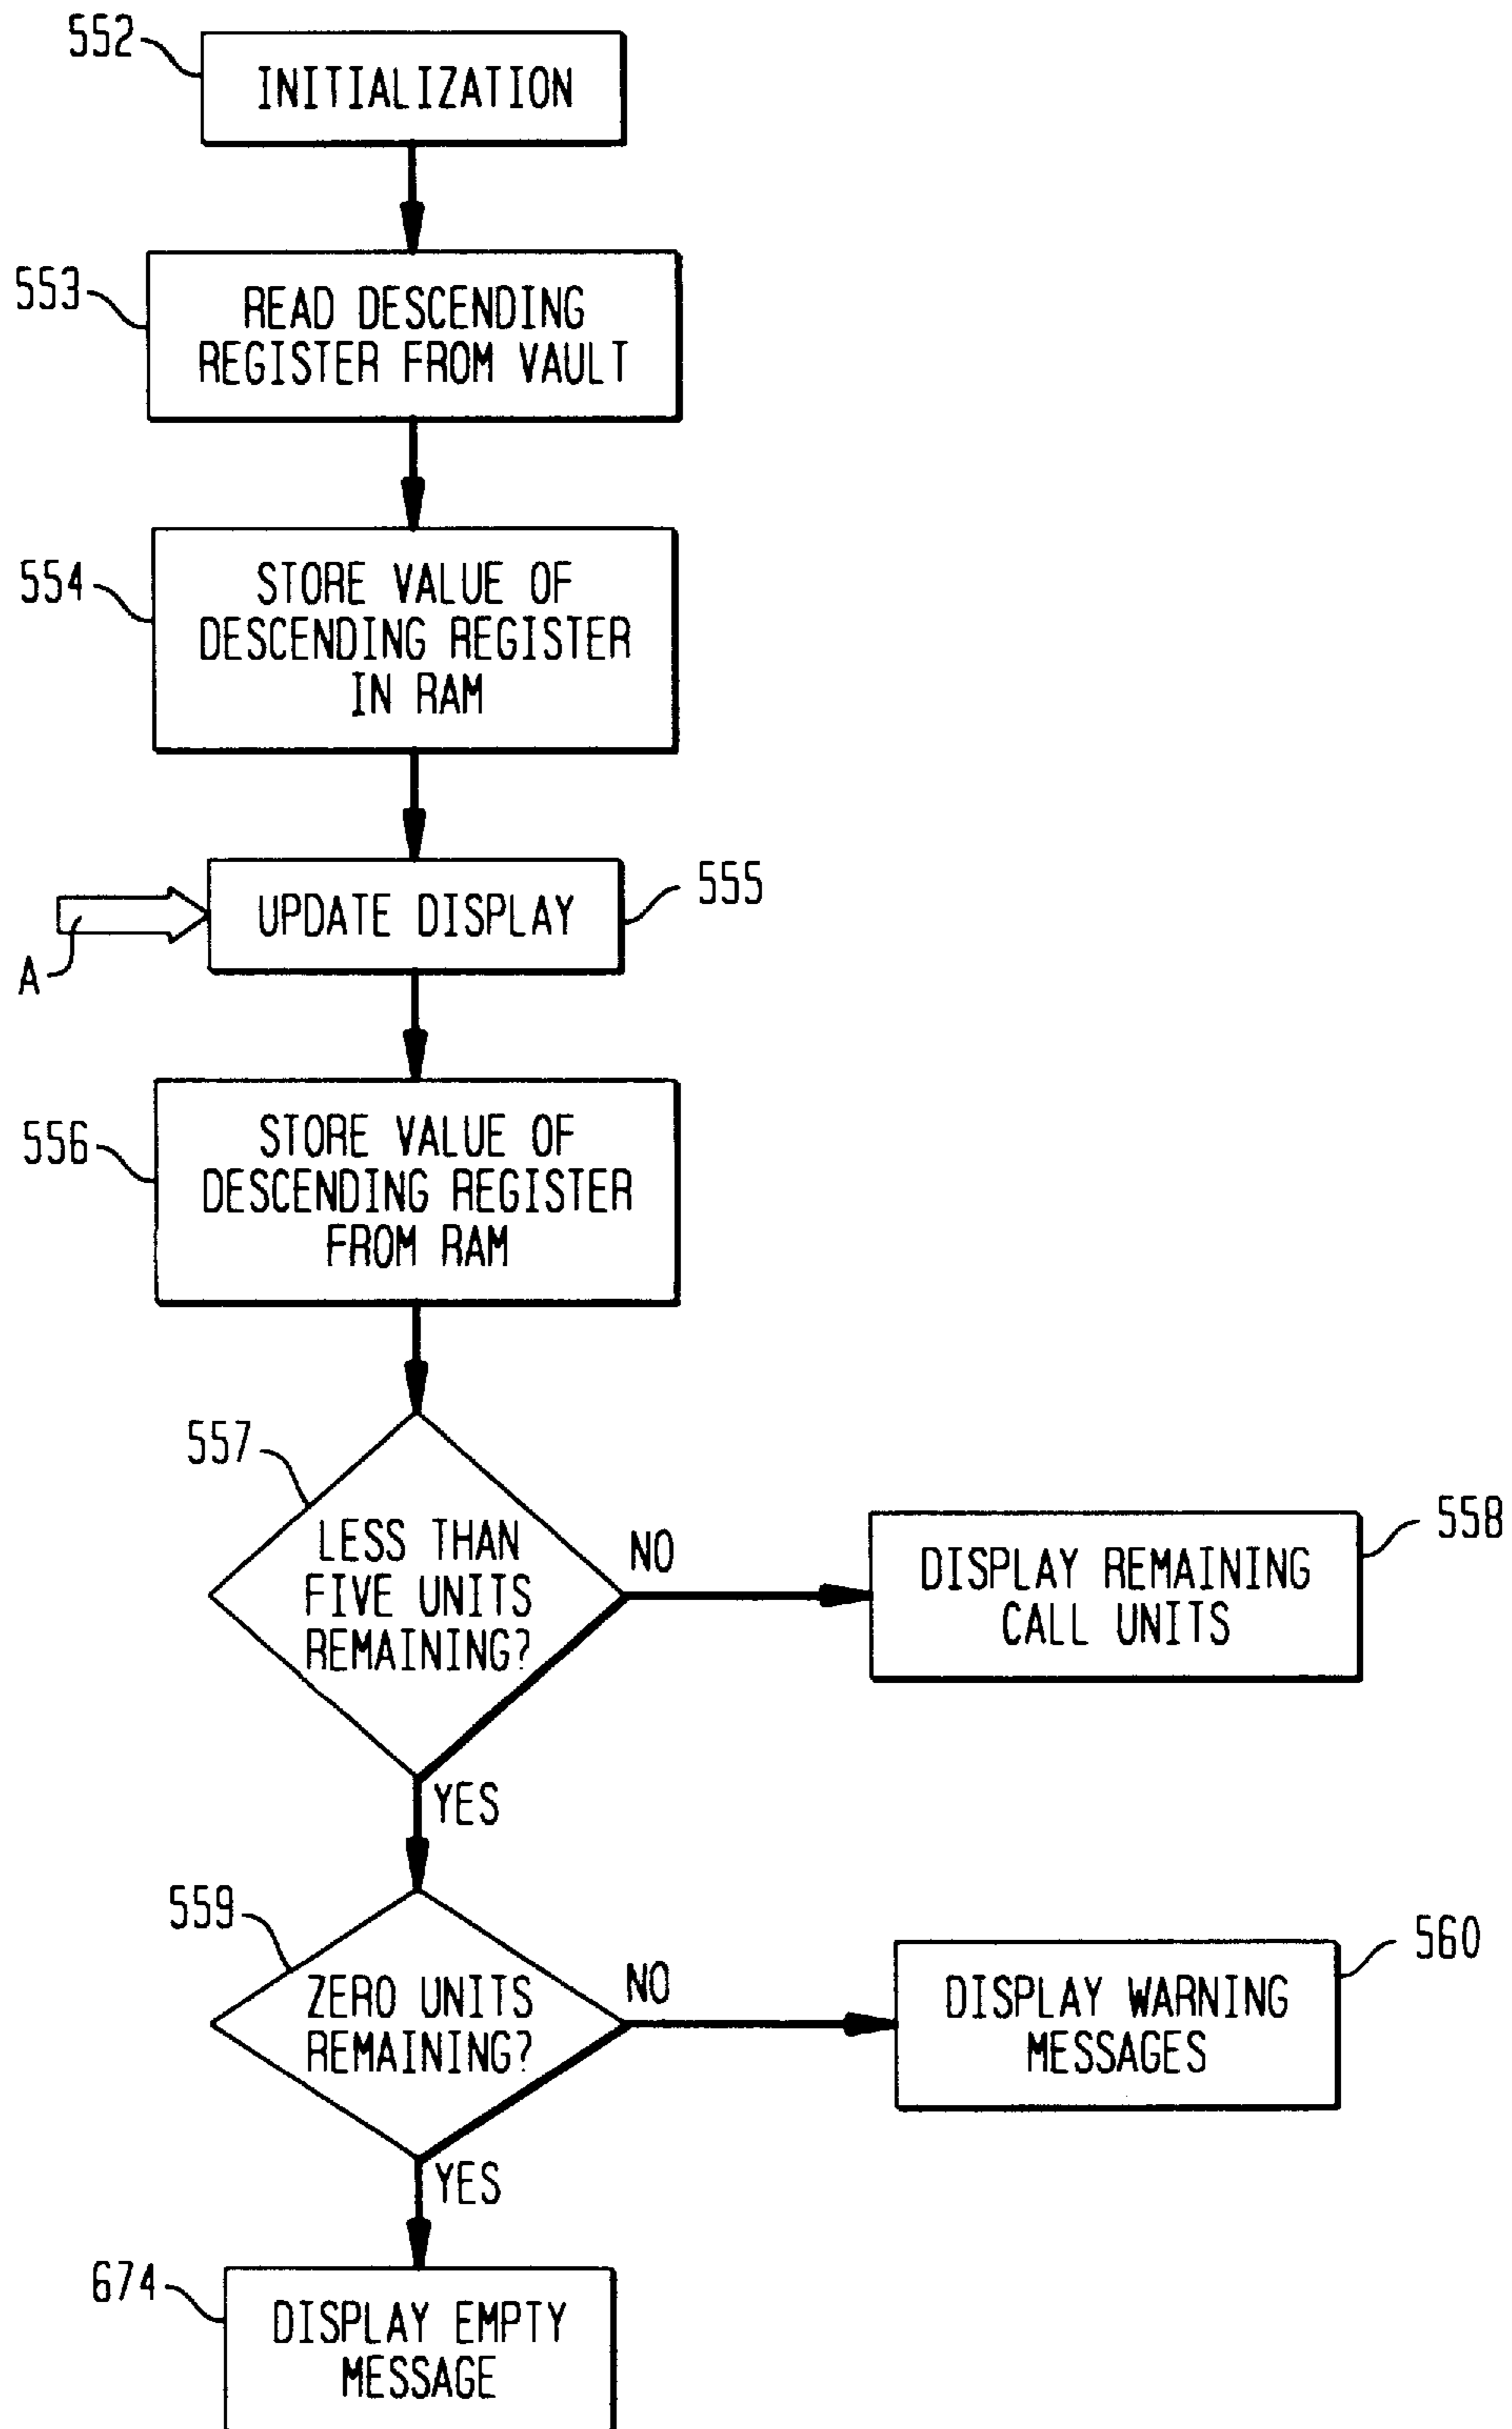 552
INITIALIZATION
553
READ DESCENDING
REGISTER FROM VAULT
554
STORE VALUE OF
DESCENDING REGISTER
IN RAM
UPDATE DISPLAY
555
A
556
STORE VALUE OF
DESCENDING REGISTER
FROM RAM
557
LESS THAN
FIVE UNITS
REMAINING?
NO
558
DISPLAY REMAINING
CALL UNITS
YES
559
ZERO UNITS
REMAINING?
NO
560
DISPLAY WARNING
MESSAGES
YES
674
DISPLAY EMPTY
MESSAGE